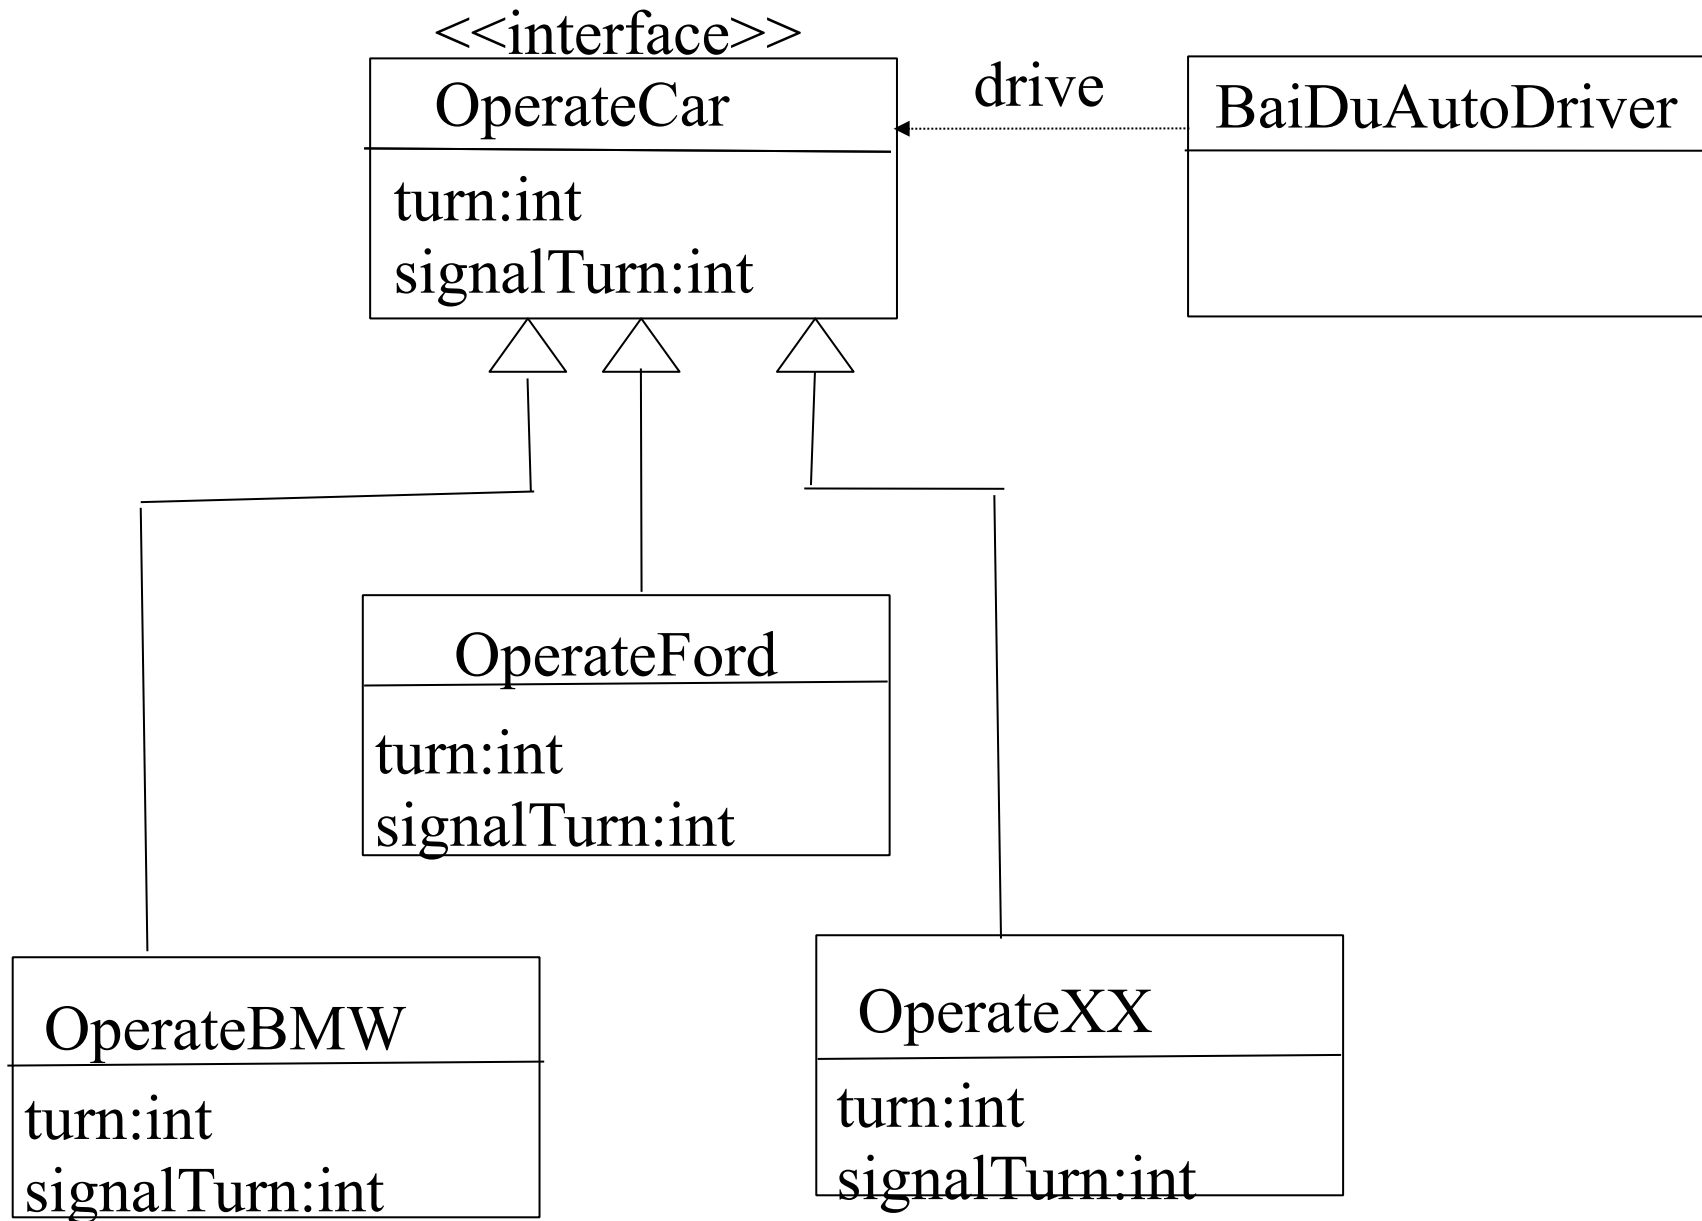 <<interface>>
OperateCar
turn:int
signalTurn:int
drive
BaiDuAutoDriver
OperateFord
turn:int
signalTurn:int
OperateBMW
turn:int
signalTurn:int
OperateXX
turn:int
signalTurn:int